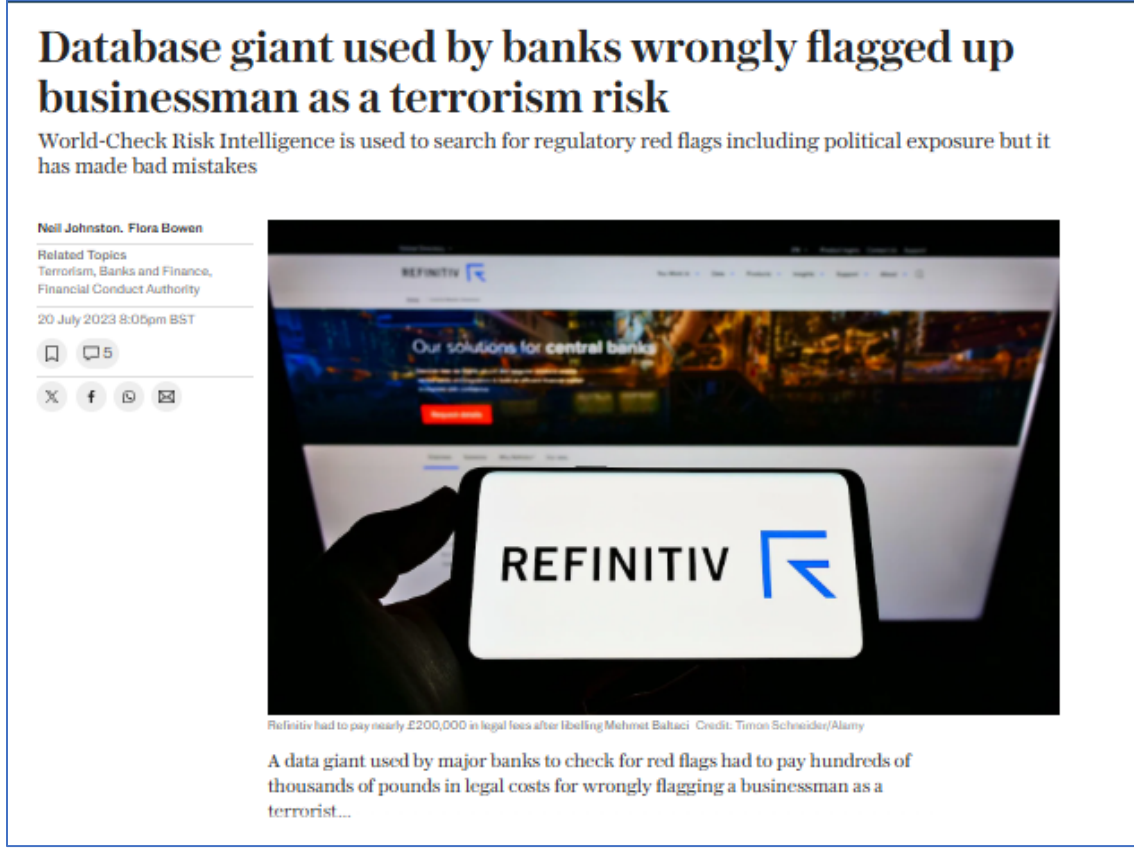 Database giant used by banks wrongly flagged up
businessman as a terrorism risk
World-Check Risk Intelligence is used to search for regulatory red flags including political exposure but it
has made bad mistakes
Neil Johnston. Flora Bowen
Related Topics
Terrorism, Banks and Finance,
Financial Conduct Authority
20 July 2023 8:05pm BST
5
REFINITIV
Our solutions for central banks
Request details
REFINITIV
Refinitiv had to pay nearly £200,000 in legal fees after libelling Mehmet Baltaci Credit: Timon Schneider/Alamy
A data giant used by major banks to check for red flags had to pay hundreds of
thousands of pounds in legal costs for wrongly flagging a businessman as a
terrorist...